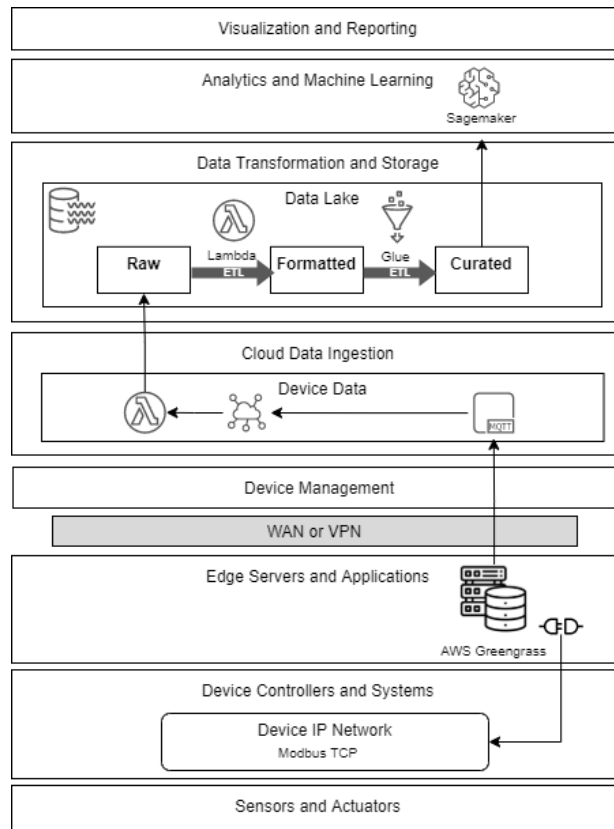 Visualization and Reporting
Analytics and Machine Learning
Sagemaker
Data Transformation and Storage
Data Lake
Lambda
Glue
Raw
ETL
Formatted
ETL
Curated
Cloud Data Ingestion
Device Data
MQTT
Device Management
WAN or VPN
Edge Servers and Applications
AWS Greengrass
Device Controllers and Systems
Device IP Network
Modbus TCP
Sensors and Actuators